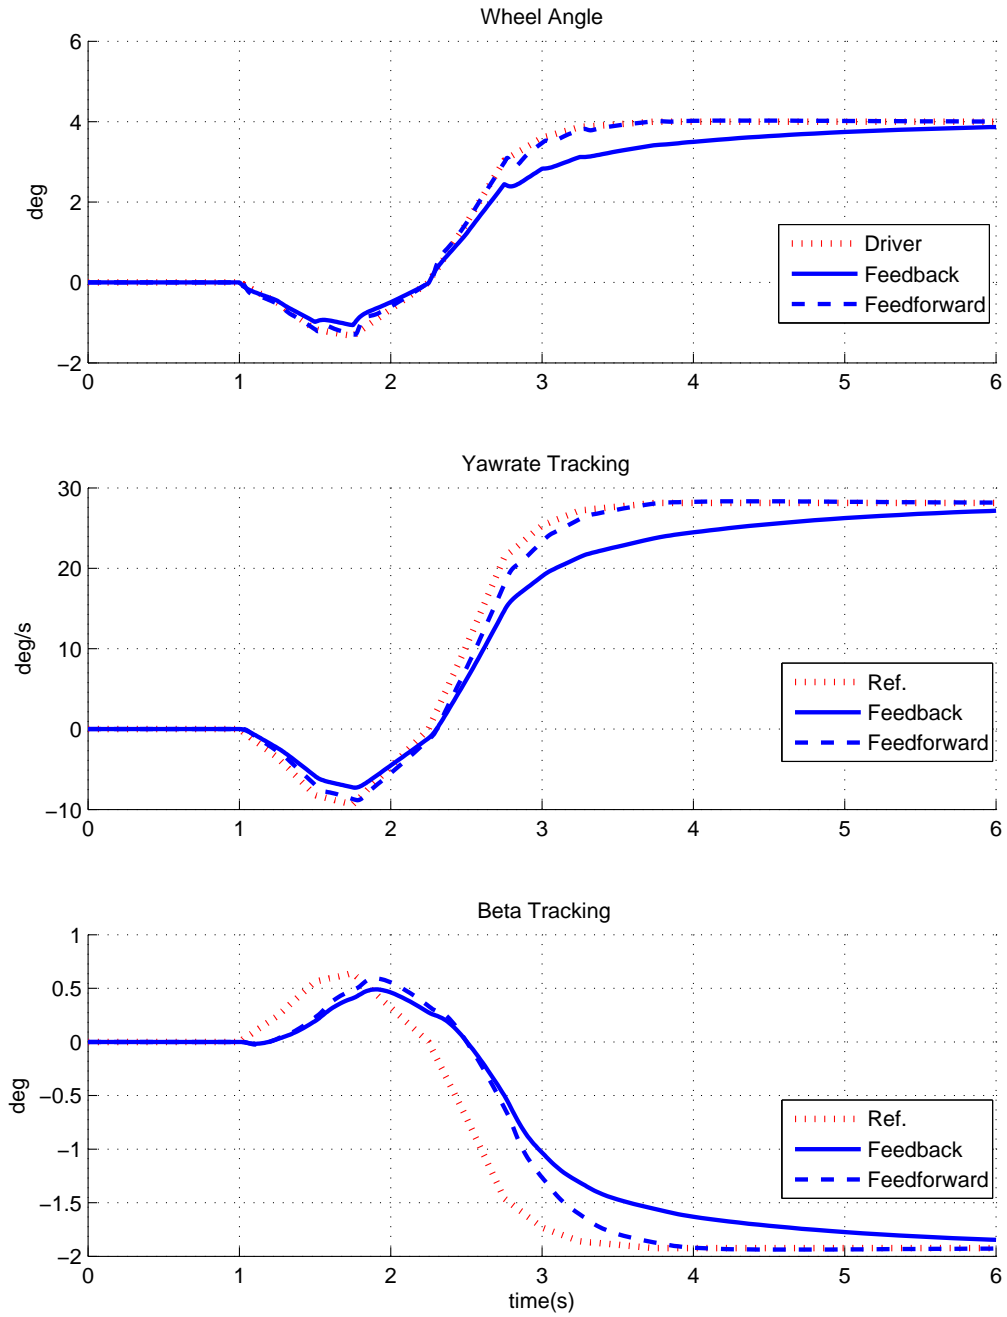 Wheel Angle
6
4
2
0
−2
deg
0 1 2 3 4 5 6
Driver
Feedback
Feedforward
Yawrate Tracking
30
20
10
0
−10
deg/s
0 1 2 3 4 5 6
Ref.
Feedback
Feedforward
Beta Tracking
1
0.5
0
−0.5
−1
−1.5
−2
deg
0 1 2 3 4 5 6
time(s)
Ref.
Feedback
Feedforward